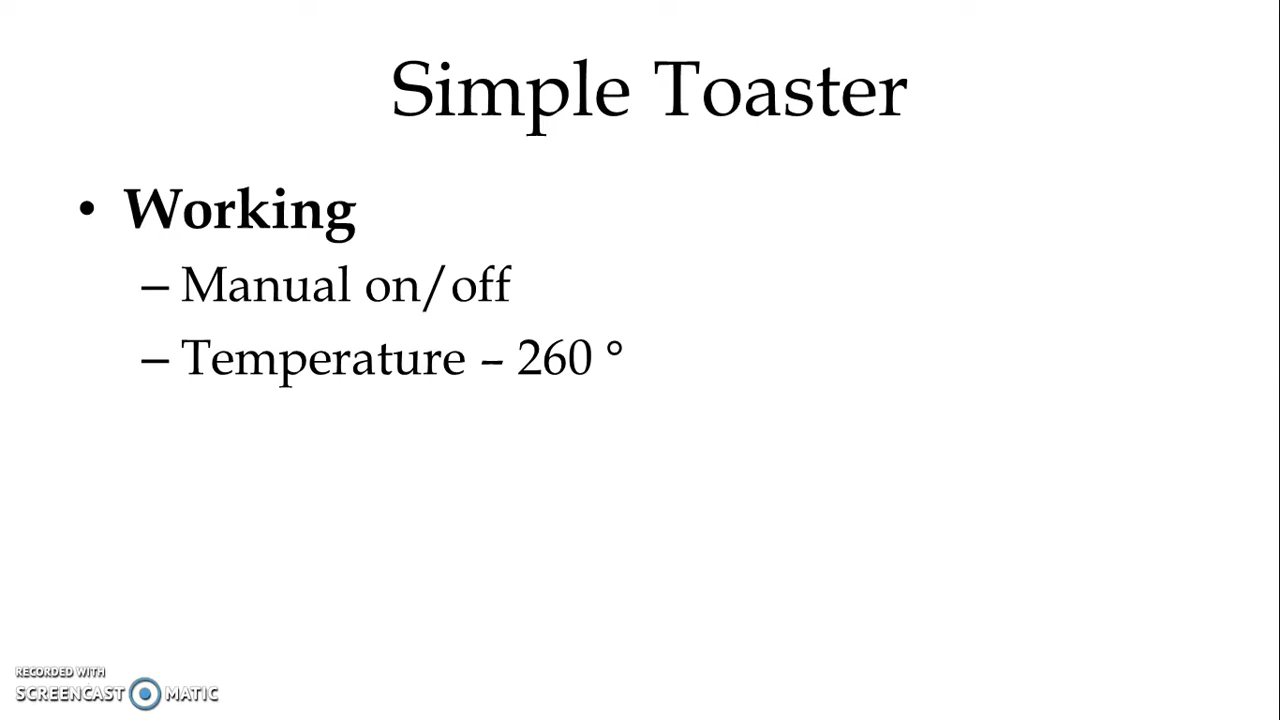 Simple Toaster
• Working
– Manual on/off
– Temperature – 260 °
RECORDED WITH
SCREENCAST MATIC